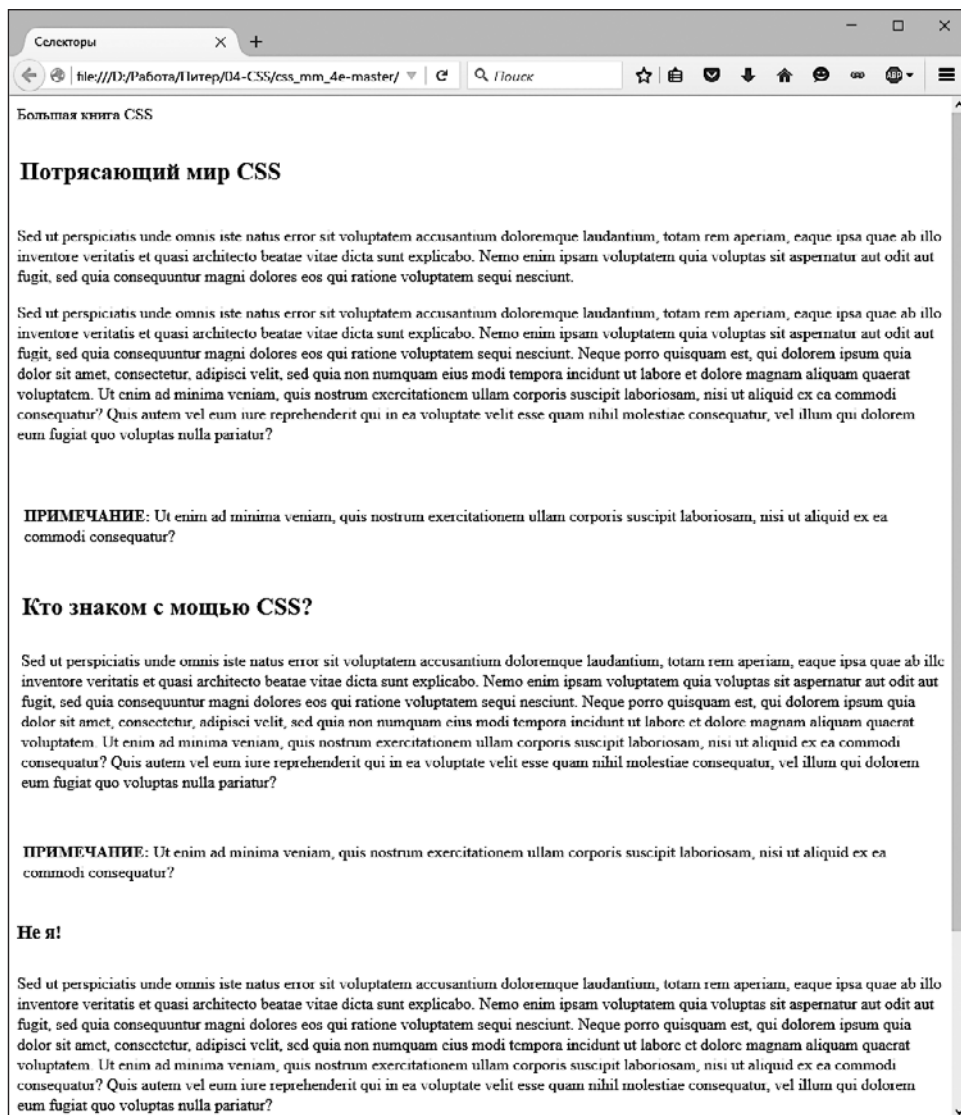 Селекторы
file:///D:/Работа/Питер/04-CSS/css_mm_4e-master/
Поиск
ABP
Большая книга CSS
Потрясающий мир CSS
Sed ut perspiciatis unde omnis iste natus error sit voluptatem accusantium doloremque laudantium, totam rem aperiam, eaque ipsa quae ab illo
inventore veritatis et quasi architecto beatae vitae dicta sunt explicabo. Nemo enim ipsam voluptatem quia voluptas sit aspernatur aut odit aut
fugit, sed quia consequuntur magni dolores eos qui ratione voluptatem sequi nesciunt.
Sed ut perspiciatis unde omnis iste natus error sit voluptatem accusantium doloremque laudantium, totam rem aperiam, eaque ipsa quae ab illo
inventore veritatis et quasi architecto beatae vitae dicta sunt explicabo. Nemo enim ipsam voluptatem quia voluptas sit aspernatur aut odit aut
fugit, sed quia consequuntur magni dolores eos qui ratione voluptatem sequi nesciunt. Neque porro quisquam est, qui dolorem ipsum quia
dolor sit amet, consectetur, adipisci velit, sed quia non numquam eius modi tempora incidunt ut labore et dolore magnam aliquam quaerat
voluptatem. Ut enim ad minima veniam, quis nostrum exercitationem ullam corporis suscipit laboriosam, nisi ut aliquid ex ea commodi
consequatur? Quis autem vel eum iure reprehenderit qui in ea voluptate velit esse quam nihil molestiae consequatur, vel illum qui dolorem
eum fugiat quo voluptas nulla pariatur?
ПРИМЕЧАНИЕ: Ut enim ad minima veniam, quis nostrum exercitationem ullam corporis suscipit laboriosam, nisi ut aliquid ex ea
commodi consequatur?
Кто знаком с мощью CSS?
Sed ut perspiciatis unde omnis iste natus error sit voluptatem accusantium doloremque laudantium, totam rem aperiam, eaque ipsa quae ab illo
inventore veritatis et quasi architecto beatae vitae dicta sunt explicabo. Nemo enim ipsam voluptatem quia voluptas sit aspernatur aut odit aut
fugit, sed quia consequuntur magni dolores eos qui ratione voluptatem sequi nesciunt. Neque porro quisquam est, qui dolorem ipsum quia
dolor sit amet, consectetur, adipisci velit, sed quia non numquam eius modi tempora incidunt ut labore et dolore magnam aliquam quaerat
voluptatem. Ut enim ad minima veniam, quis nostrum exercitationem ullam corporis suscipit laboriosam, nisi ut aliquid ex ea commodi
consequatur? Quis autem vel eum iure reprehenderit qui in ea voluptate velit esse quam nihil molestiae consequatur, vel illum qui dolorem
eum fugiat quo voluptas nulla pariatur?
ПРИМЕЧАНИЕ: Ut enim ad minima veniam, quis nostrum exercitationem ullam corporis suscipit laboriosam, nisi ut aliquid ex ea
commodi consequatur?
Не я!
Sed ut perspiciatis unde omnis iste natus error sit voluptatem accusantium doloremque laudantium, totam rem aperiam, eaque ipsa quae ab illo
inventore veritatis et quasi architecto beatae vitae dicta sunt explicabo. Nemo enim ipsam voluptatem quia voluptas sit aspernatur aut odit aut
fugit, sed quia consequuntur magni dolores eos qui ratione voluptatem sequi nesciunt. Neque porro quisquam est, qui dolorem ipsum quia
dolor sit amet, consectetur, adipisci velit, sed quia non numquam eius modi tempora incidunt ut labore et dolore magnam aliquam quaerat
voluptatem. Ut enim ad minima veniam, quis nostrum exercitationem ullam corporis suscipit laboriosam, nisi ut aliquid ex ea commodi
consequatur? Quis autem vel eum iure reprehenderit qui in ea voluptate velit esse quam nihil molestiae consequatur, vel illum qui dolorem
eum fugiat quo voluptas nulla pariatur?